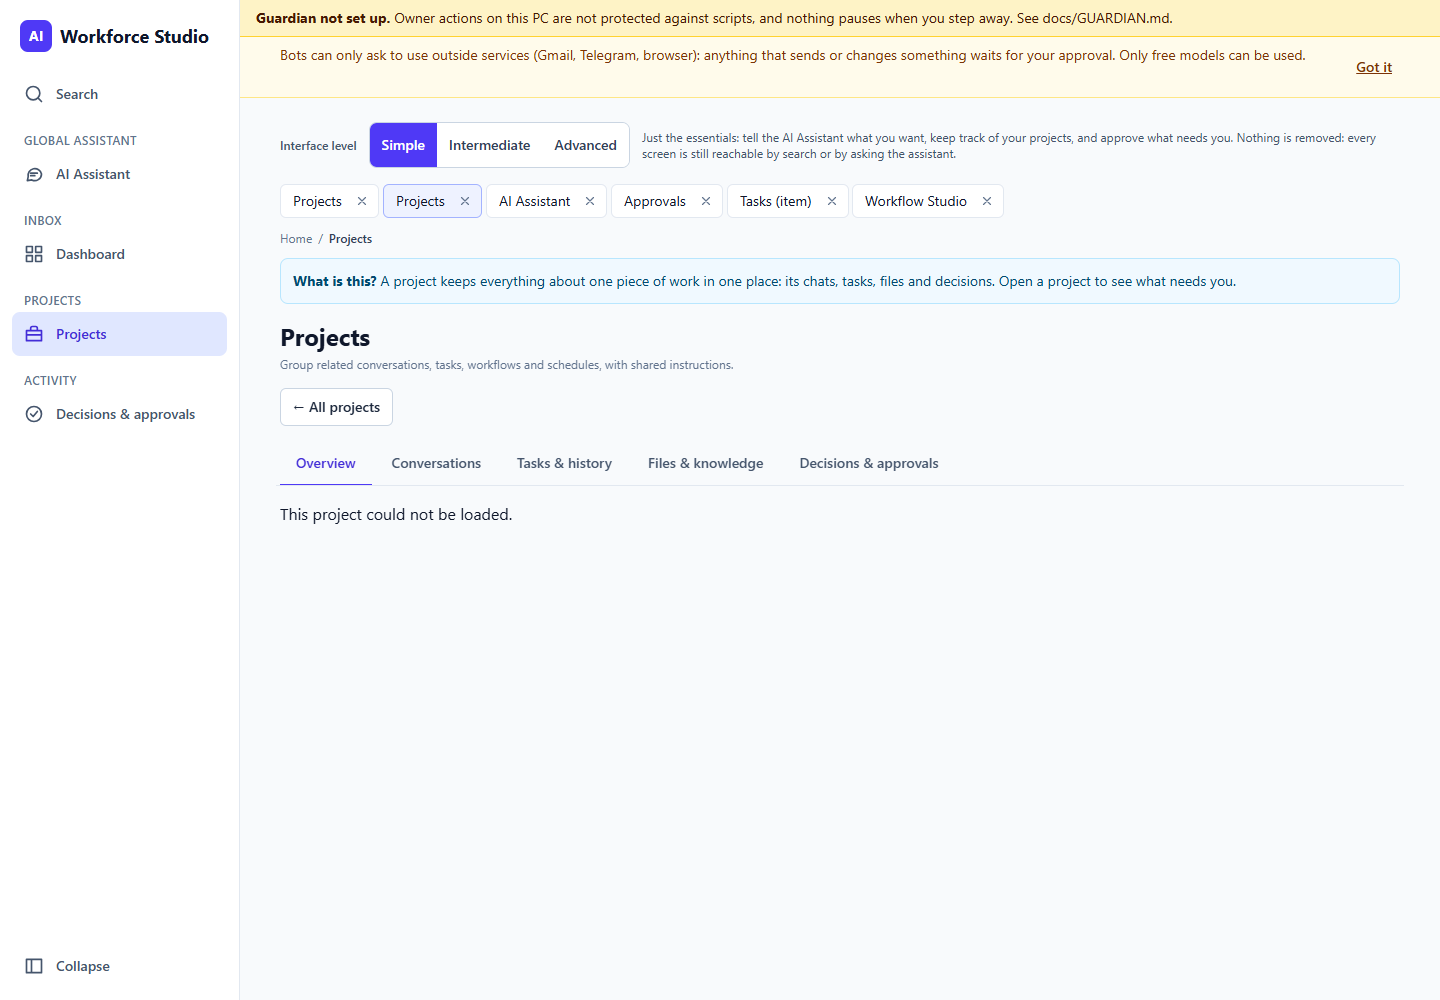 AI Workforce Studio
Search
GLOBAL ASSISTANT
AI Assistant
INBOX
Dashboard
PROJECTS
Projects
ACTIVITY
Decisions & approvals
Collapse
Guardian not set up. Owner actions on this PC are not protected against scripts, and nothing pauses when you step away. See docs/GUARDIAN.md.
Bots can only ask to use outside services (Gmail, Telegram, browser): anything that sends or changes something waits for your approval. Only free models can be used.
Got it
Interface level
Simple
Intermediate
Advanced
Just the essentials: tell the AI Assistant what you want, keep track of your projects, and approve what needs you. Nothing is removed: every
screen is still reachable by search or by asking the assistant.
Projects ×
Projects ×
AI Assistant ×
Approvals ×
Tasks (item) ×
Workflow Studio ×
Home / Projects
What is this? A project keeps everything about one piece of work in one place: its chats, tasks, files and decisions. Open a project to see what needs you.
Projects
Group related conversations, tasks, workflows and schedules, with shared instructions.
← All projects
Overview
Conversations
Tasks & history
Files & knowledge
Decisions & approvals
This project could not be loaded.